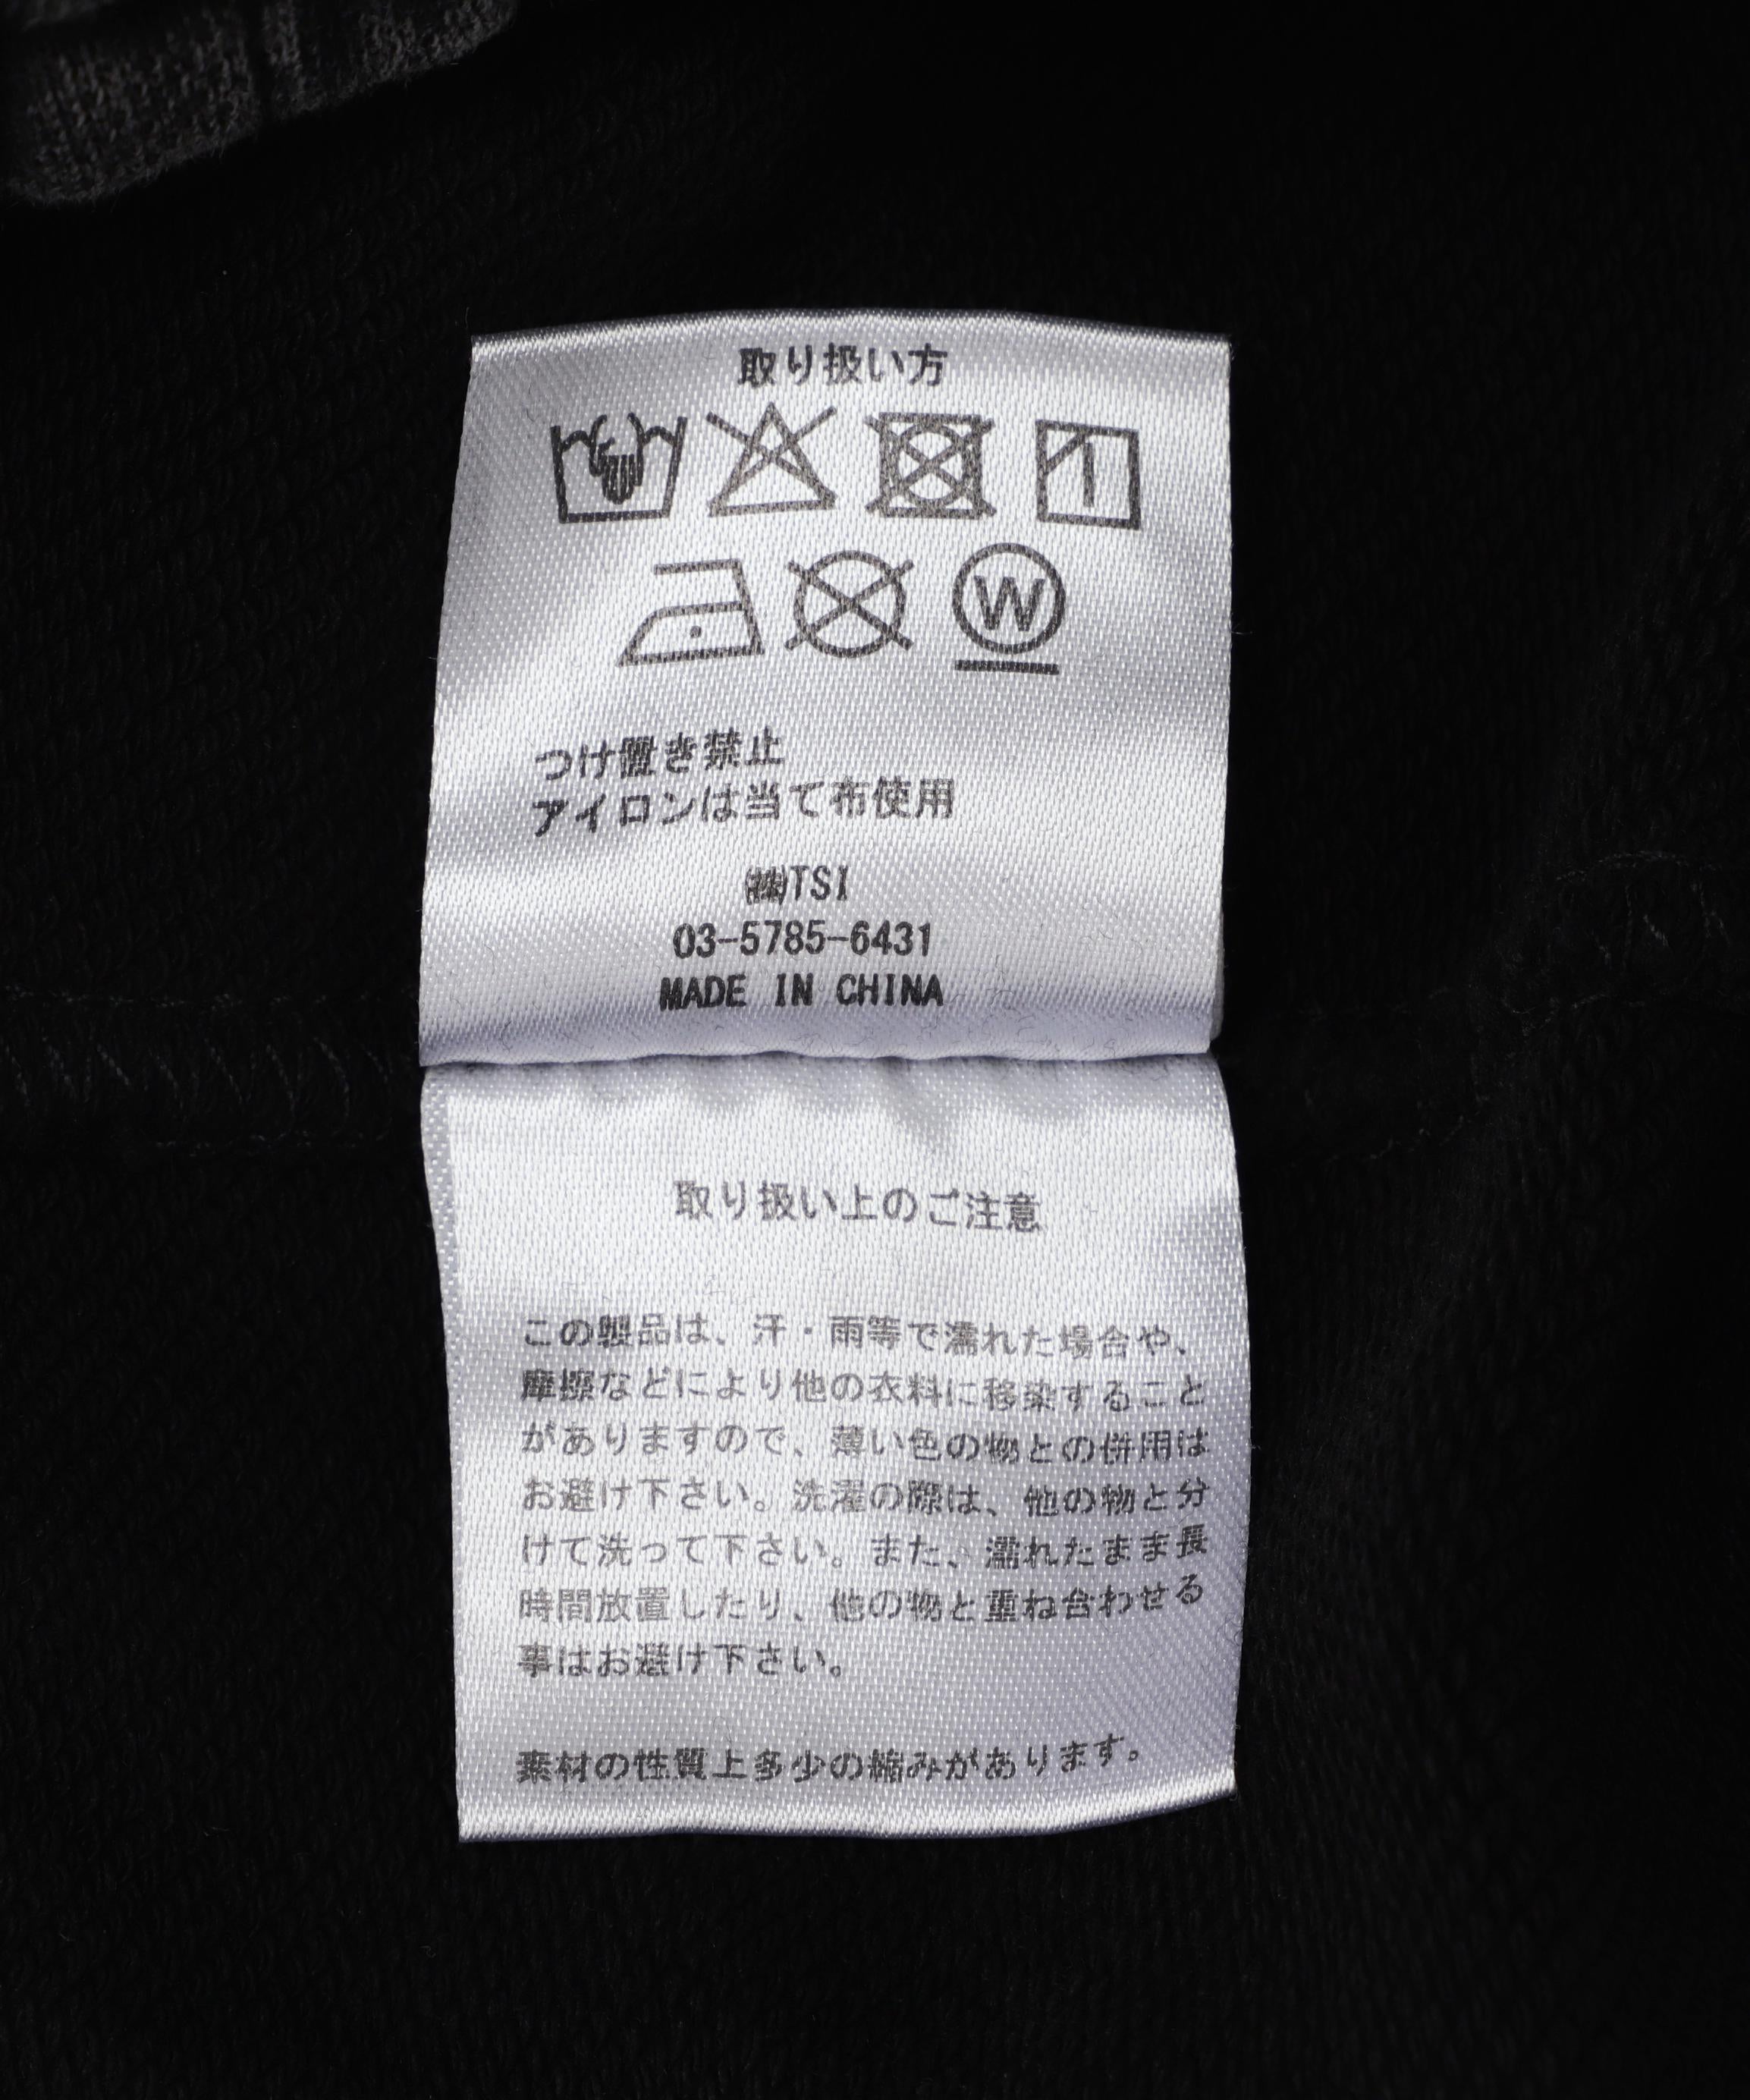 取り扱い方
W
つけ置き禁止
アイロンは当て布使用
㈱TSI
03-5785-6431
MADE IN CHINA
取り扱い上のご注意
この製品は、汗・雨等で濡れた場合や、
摩擦などにより他の衣料に移染すること
がありますので、薄い色の物との併用は
お避け下さい。洗濯の際は、他の物と分
けて洗って下さい。また、濡れたまま長
時間放置したり、他の物と重ね合わせる
事はお避け下さい。
素材の性質上多少の縮みがあります。